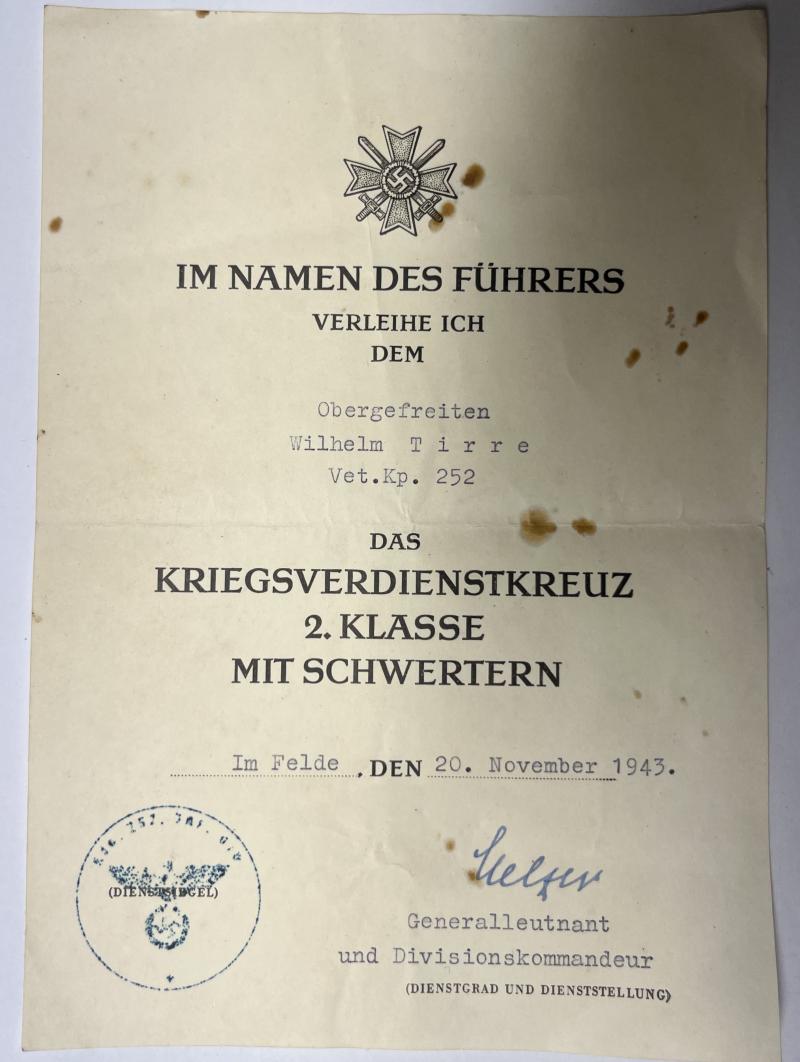 IM NAMEN DES FÜHRERS
VERLEIHE ICH
DEM
Obergefreiten
Wilhelm T i r r e
Vet.Kp. 252
DAS
KRIEGSVERDIENSTKREUZ
2. KLASSE
MIT SCHWERTERN
Im Felde , DEN 20. November 1943.
(DIENSTSIEGEL)
Generalleutnant
und Divisionskommandeur
(DIENSTGRAD UND DIENSTSTELLUNG)